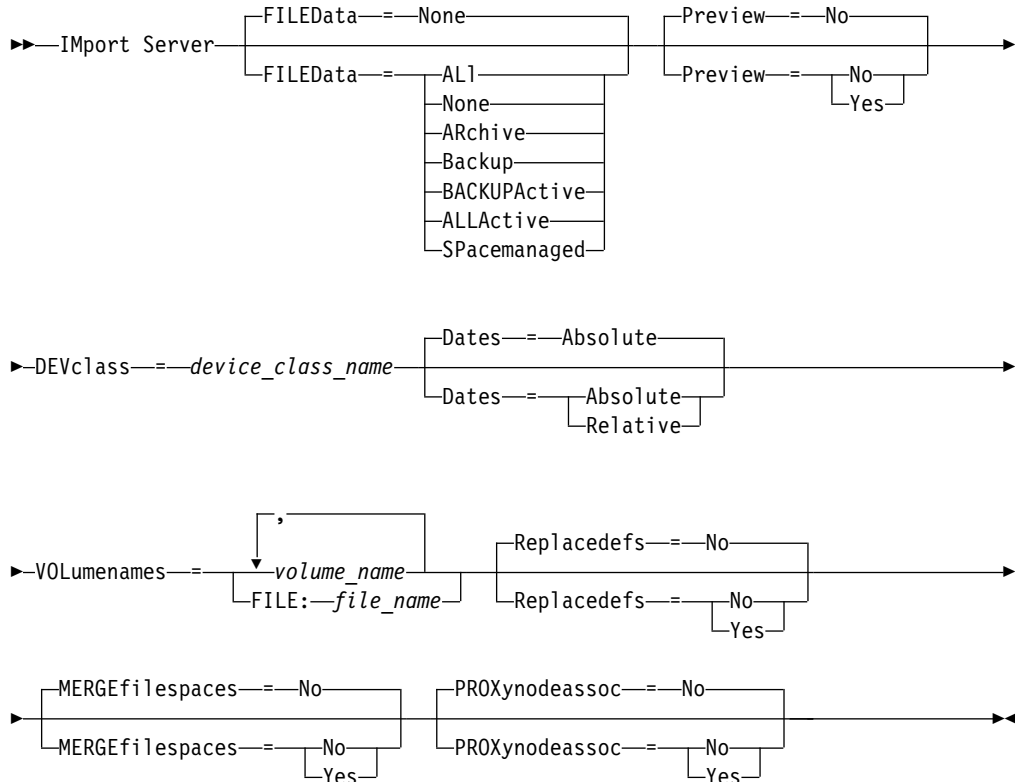 FILEData = None
Preview = No
IMport Server
FILEData = ALl
Preview = No
None
Yes
ARchive
Backup
BACKUPActive
ALLActive
SPacemanaged
Dates = Absolute
DEVclass = device_class_name
Dates = Absolute
Relative
,
Replacedefs = No
VOLumenames = volume_name
FILE: file_name
Replacedefs = No
Yes
MERGEfilespaces = No
PROXynodeassoc = No
MERGEfilespaces = No
PROXynodeassoc = No
Yes
Yes